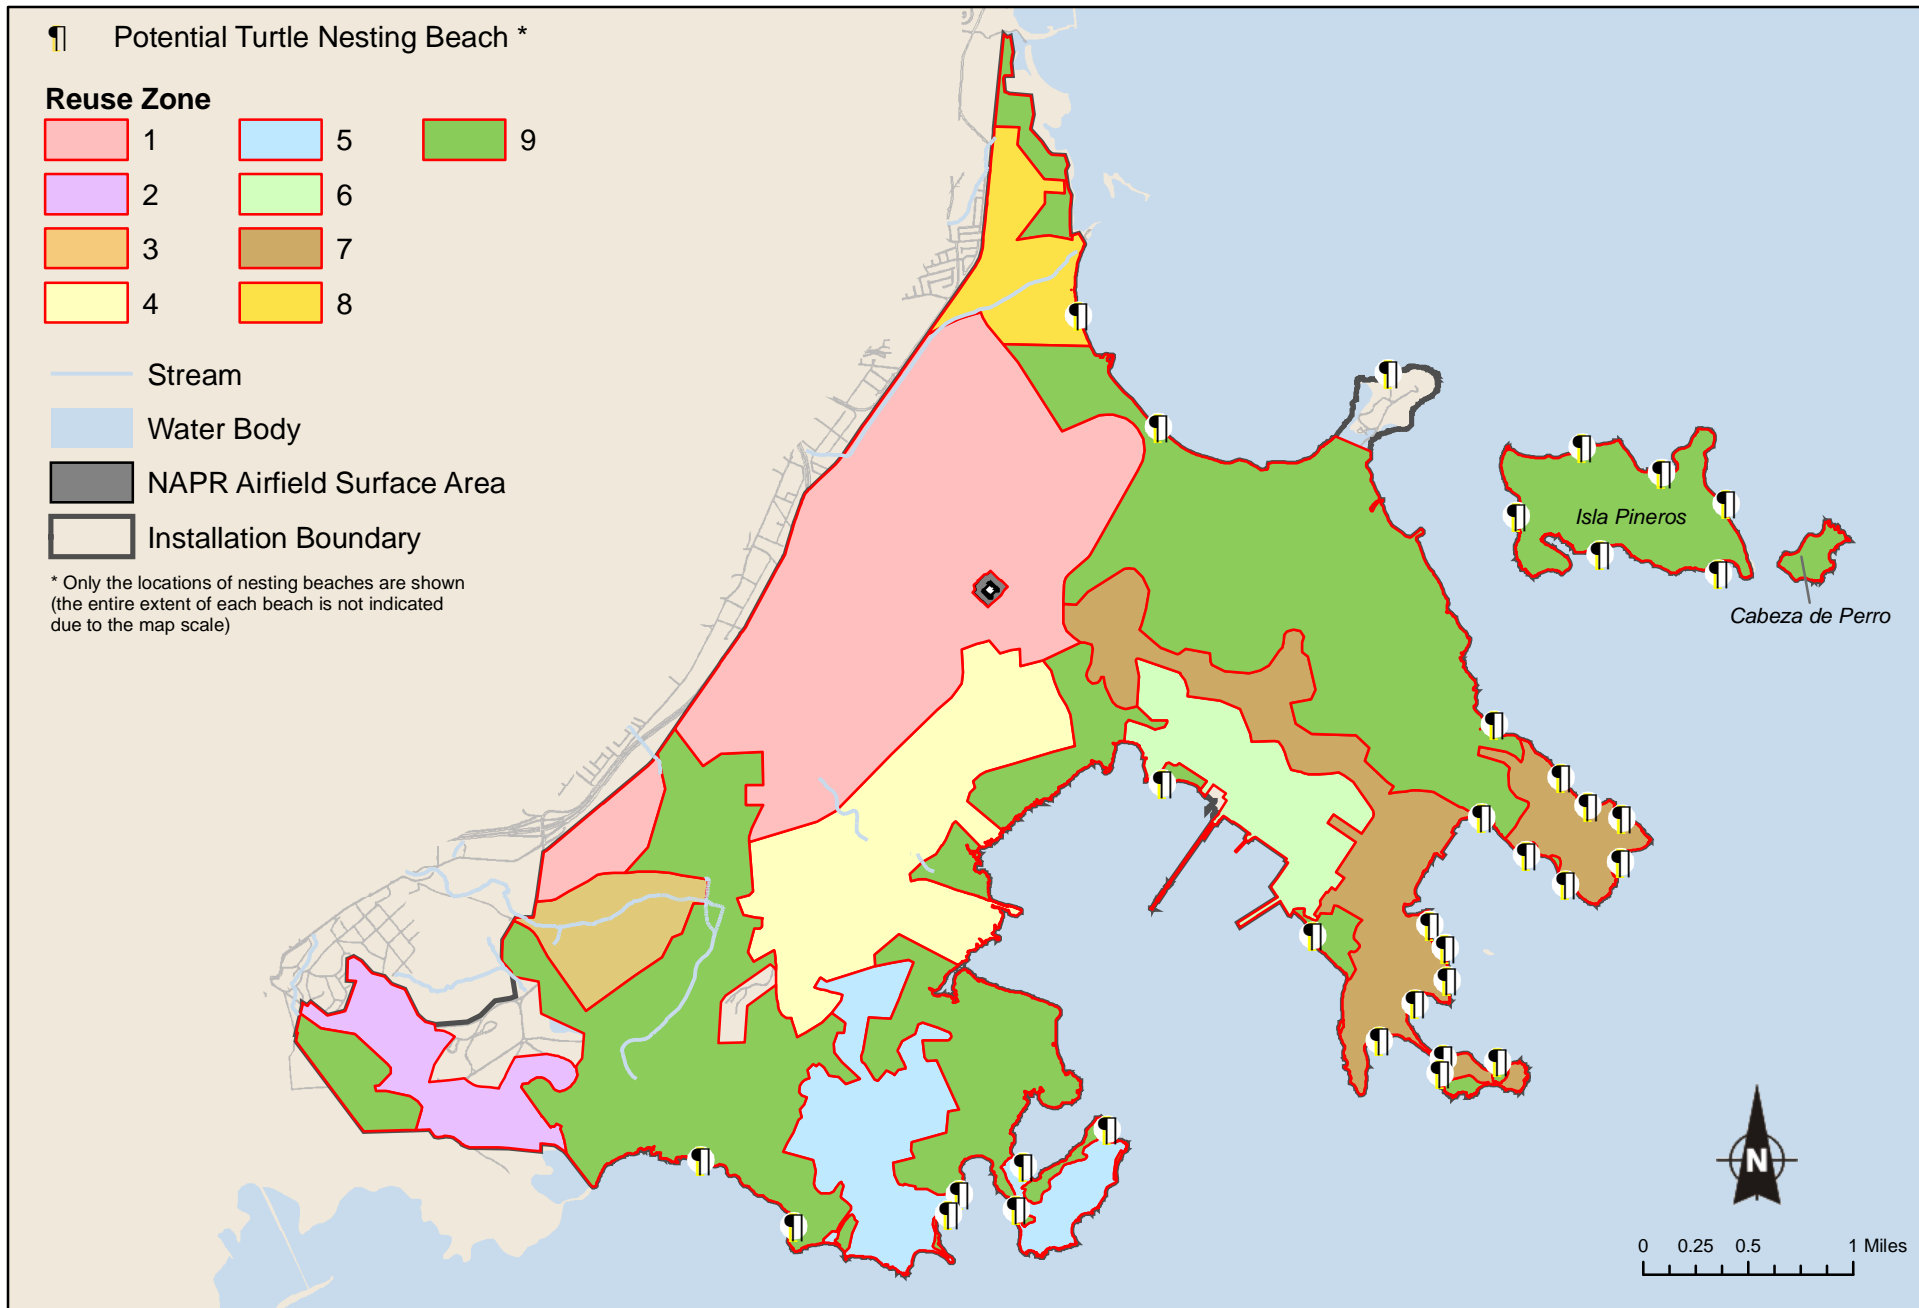 ¶ Potential Turtle Nesting Beach *
Reuse Zone
1 5 9
2 6
3 7
4 8
Stream
Water Body
NAPR Airfield Surface Area
Installation Boundary
* Only the locations of nesting beaches are shown
(the entire extent of each beach is not indicated
due to the map scale)
Isla Pineros
Cabeza de Perro
N
0 0.25 0.5 1 Miles